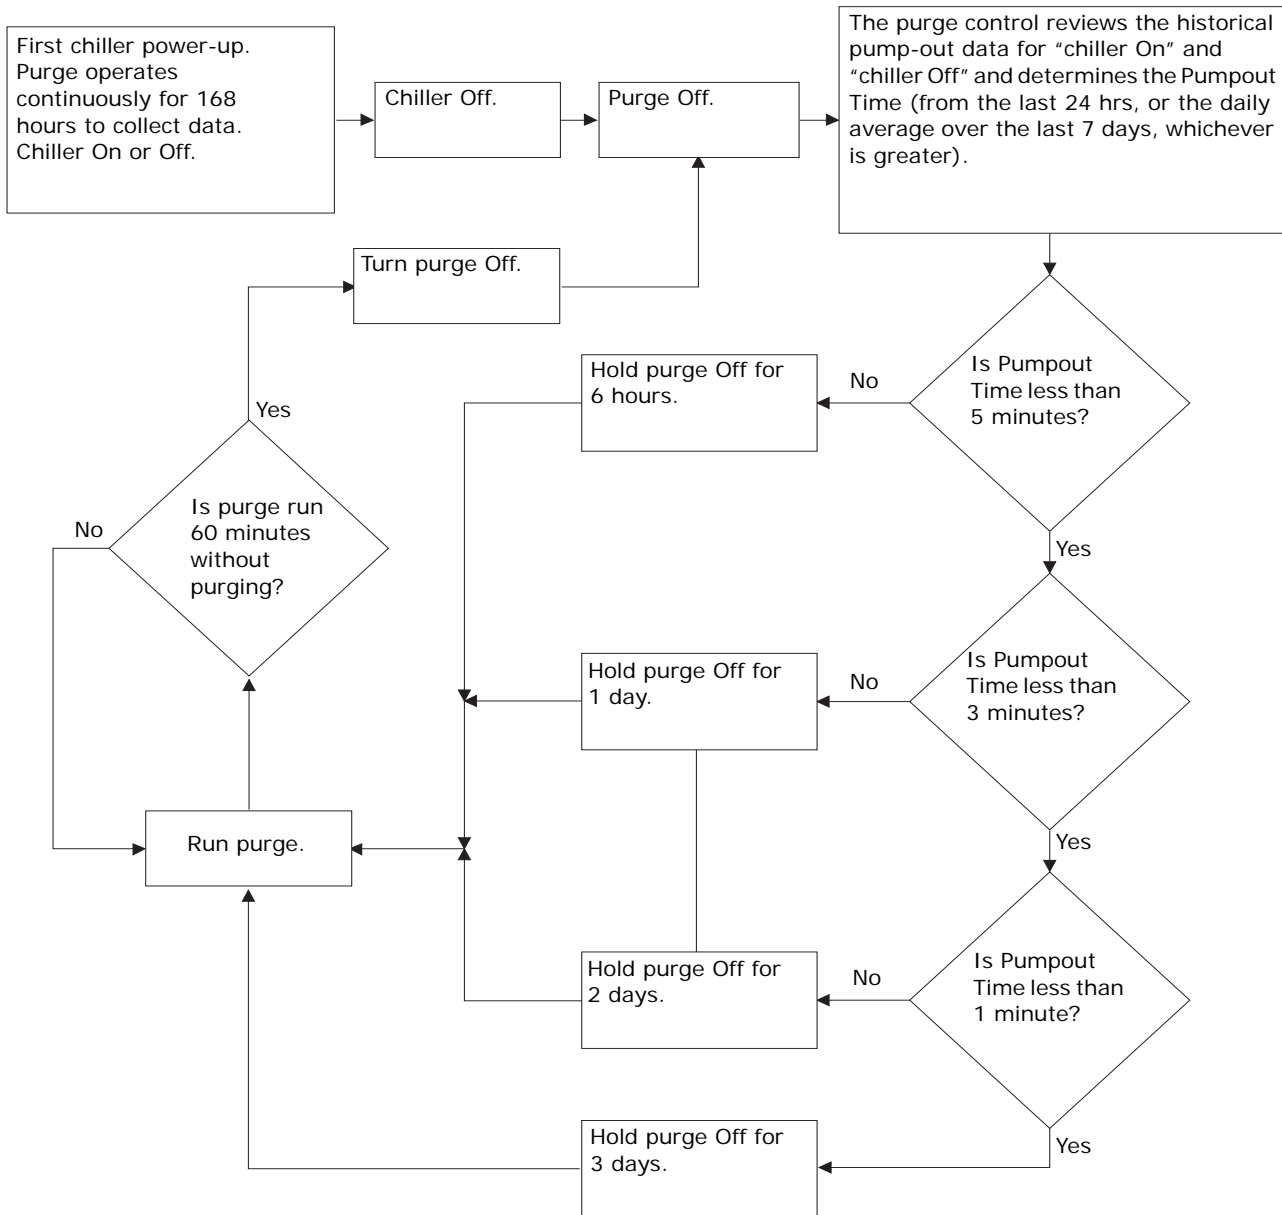 First chiller power-up.
Purge operates
continuously for 168
hours to collect data.
Chiller On or Off.
Chiller Off.
Purge Off.
The purge control reviews the historical
pump-out data for “chiller On” and
“chiller Off” and determines the Pumpout
Time (from the last 24 hrs, or the daily
average over the last 7 days, whichever
is greater).
Turn purge Off.
Is Pumpout
Time less than
5 minutes?
No
Hold purge Off for
6 hours.
Yes
Is purge run
60 minutes
without
purging?
No
Yes
Is Pumpout
Time less than
3 minutes?
No
Hold purge Off for
1 day.
Run purge.
Yes
Is Pumpout
Time less than
1 minute?
No
Hold purge Off for
2 days.
Yes
Hold purge Off for
3 days.